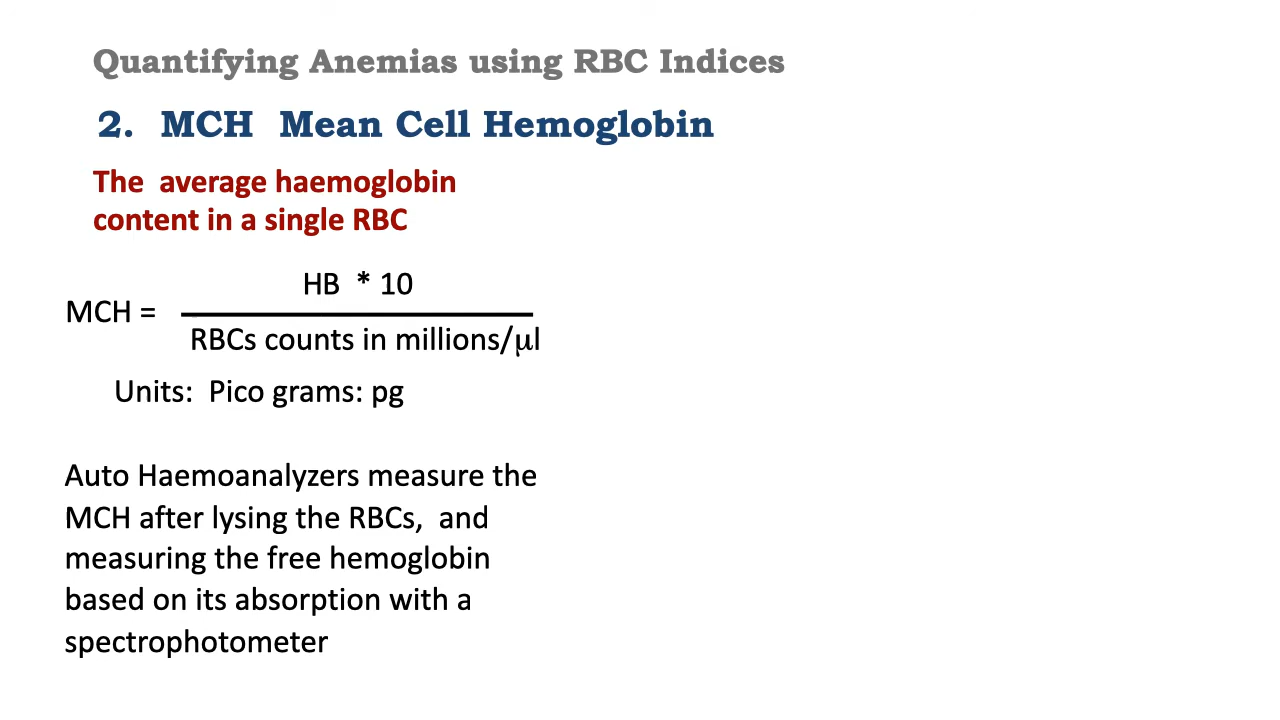 Quantifying Anemias using RBC Indices
2. MCH Mean Cell Hemoglobin
The average haemoglobin
content in a single RBC
HB * 10
MCH =
RBCs counts in millions/μl
Units: Pico grams: pg
Auto Haemoanalyzers measure the
MCH after lysing the RBCs, and
measuring the free hemoglobin
based on its absorption with a
spectrophotometer